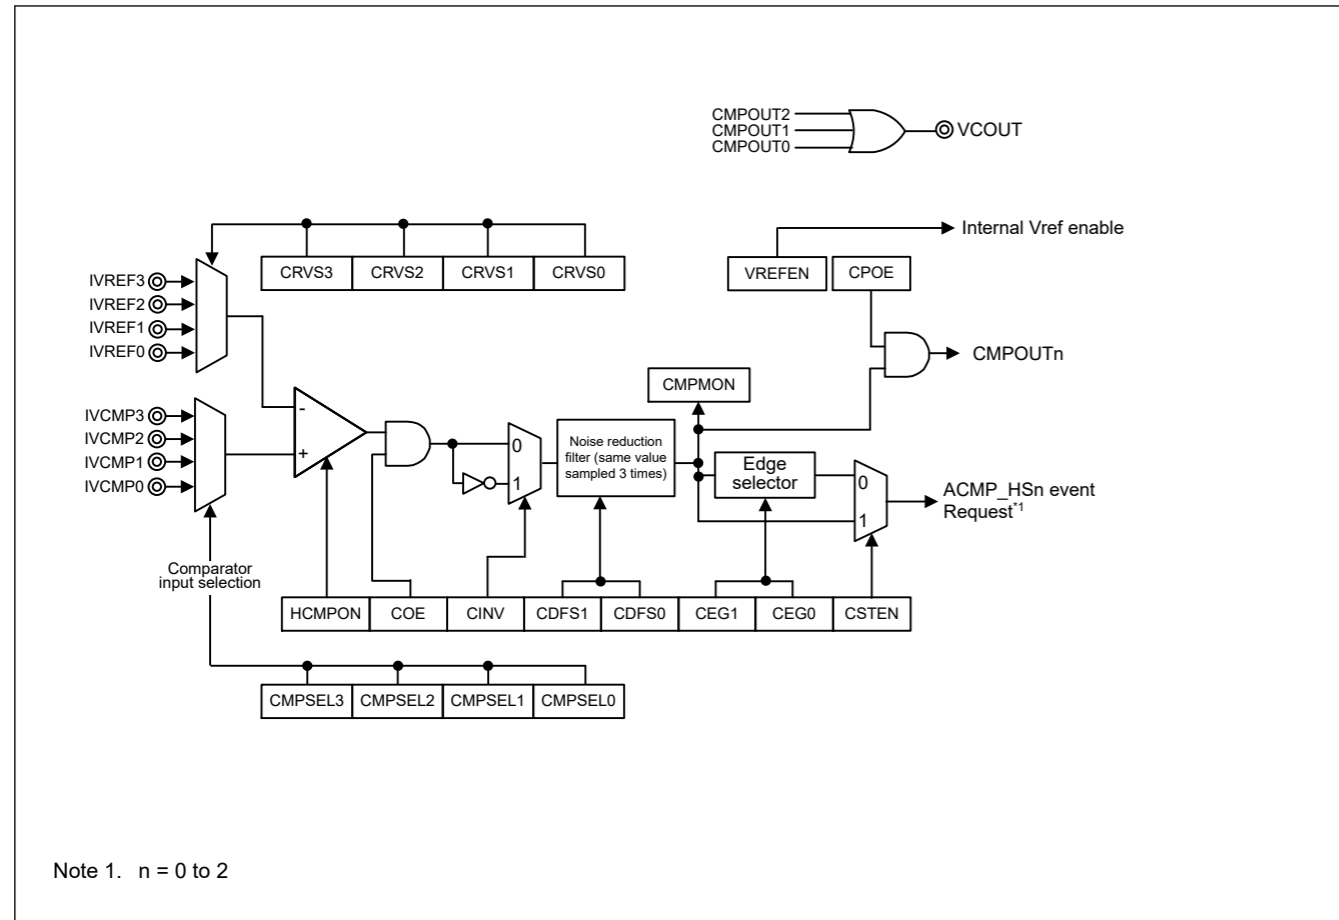 CMPOUT2
CMPOUT1
CMPOUT0
VCOUT
Internal Vref enable
CRVS3 CRVS2 CRVS1 CRVS0
VREFEN CPOE
IVREF3
IVREF2
IVREF1
IVREF0
CMPOUTn
CMPMON
IVCMP3
IVCMP2
IVCMP1
IVCMP0
-
+
0
1
Noise reduction
filter (same value
sampled 3 times)
Edge
selector
0
1
ACMP_HSn event
Request*1
Comparator
input selection
HCMPON COE CINV CDFS1 CDFS0 CEG1 CEG0 CSTEN
CMPSEL3 CMPSEL2 CMPSEL1 CMPSEL0
Note 1. n = 0 to 2